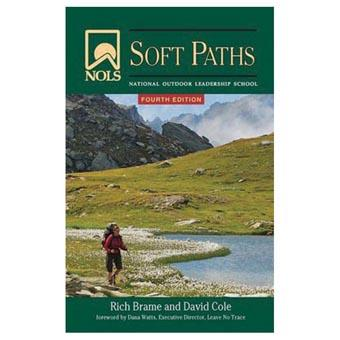 NOLS
SOFT PATHS
NATIONAL OUTDOOR LEADERSHIP SCHOOL
FOURTH EDITION
Rich Brame and David Cole
foreword by Dana Watts, Executive Director, Leave No Trace